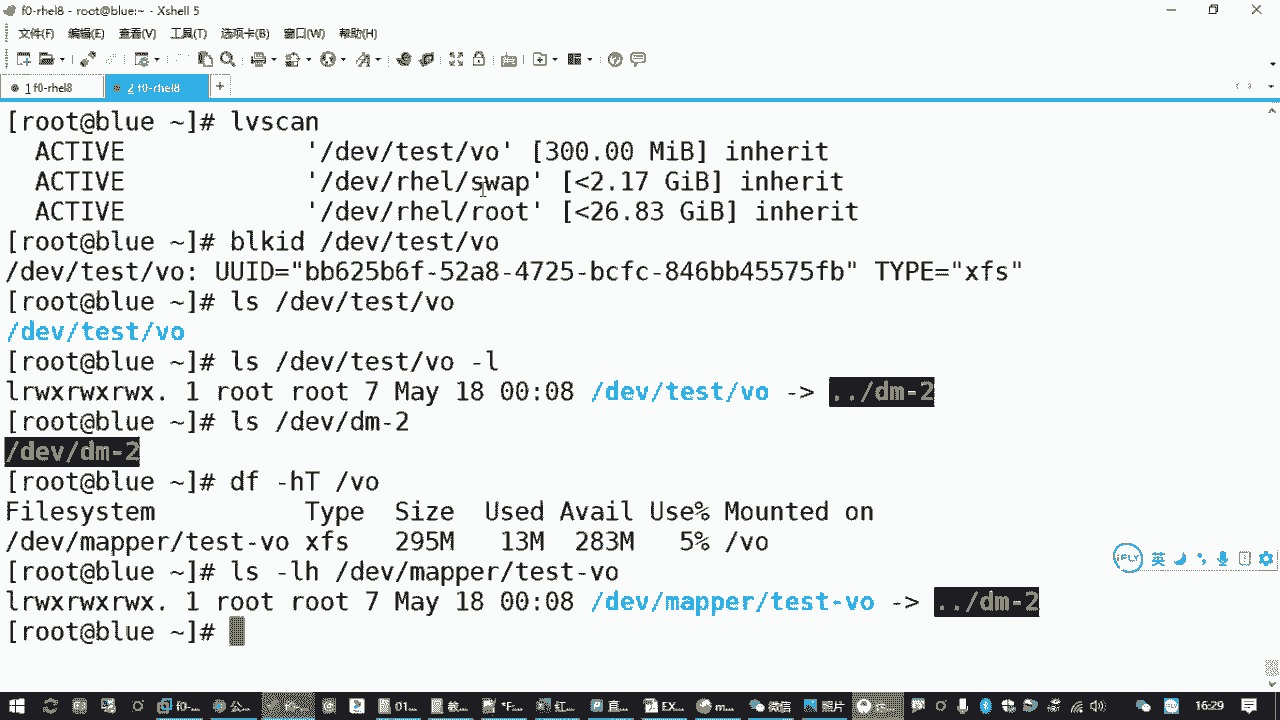 f0-rhel8 - root@blue:~ - Xshell 5
文件(F) 编辑(E) 查看(V) 工具(T) 选项卡(B) 窗口(W) 帮助(H)
1 f0-rhel8 2 f0-rhel8 +
[root@blue ~]# lvscan
ACTIVE '/dev/test/vo' [300.00 MiB] inherit
ACTIVE '/dev/rhel/swap' [<2.17 GiB] inherit
ACTIVE '/dev/rhel/root' [<26.83 GiB] inherit
[root@blue ~]# blkid /dev/test/vo
/dev/test/vo: UUID="bb625b6f-52a8-4725-bcfc-846bb45575fb" TYPE="xfs"
[root@blue ~]# ls /dev/test/vo
/dev/test/vo
[root@blue ~]# ls /dev/test/vo -l
lrwxrwxrwx. 1 root root 7 May 18 00:08 /dev/test/vo -> ../dm-2
[root@blue ~]# ls /dev/dm-2
/dev/dm-2
[root@blue ~]# df -hT /vo
Filesystem Type Size Used Avail Use% Mounted on
/dev/mapper/test-vo xfs 295M 13M 283M 5% /vo
[root@blue ~]# ls -lh /dev/mapper/test-vo
lrwxrwxrwx. 1 root root 7 May 18 00:08 /dev/mapper/test-vo -> ../dm-2
[root@blue ~]#
iFLY 英
f0-... 公... 01... 教... *F... 红... 直... EX... m... 微信 照片 16:29